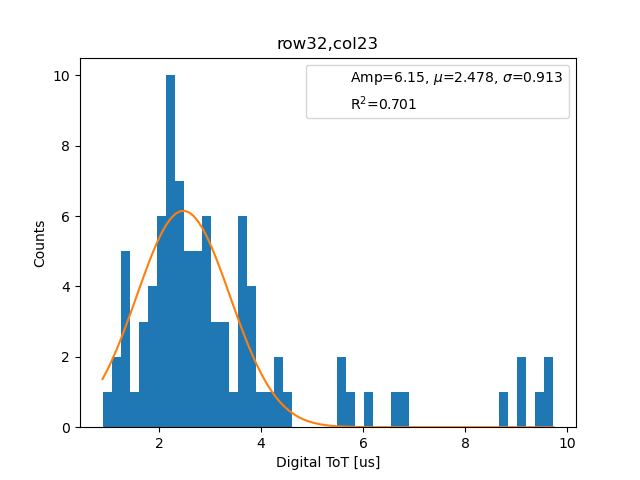 row32,col23
Amp=6.15, μ=2.478, σ=0.913
R²=0.701
10
8
6
4
2
0
Counts
2 4 6 8 10
Digital ToT [us]